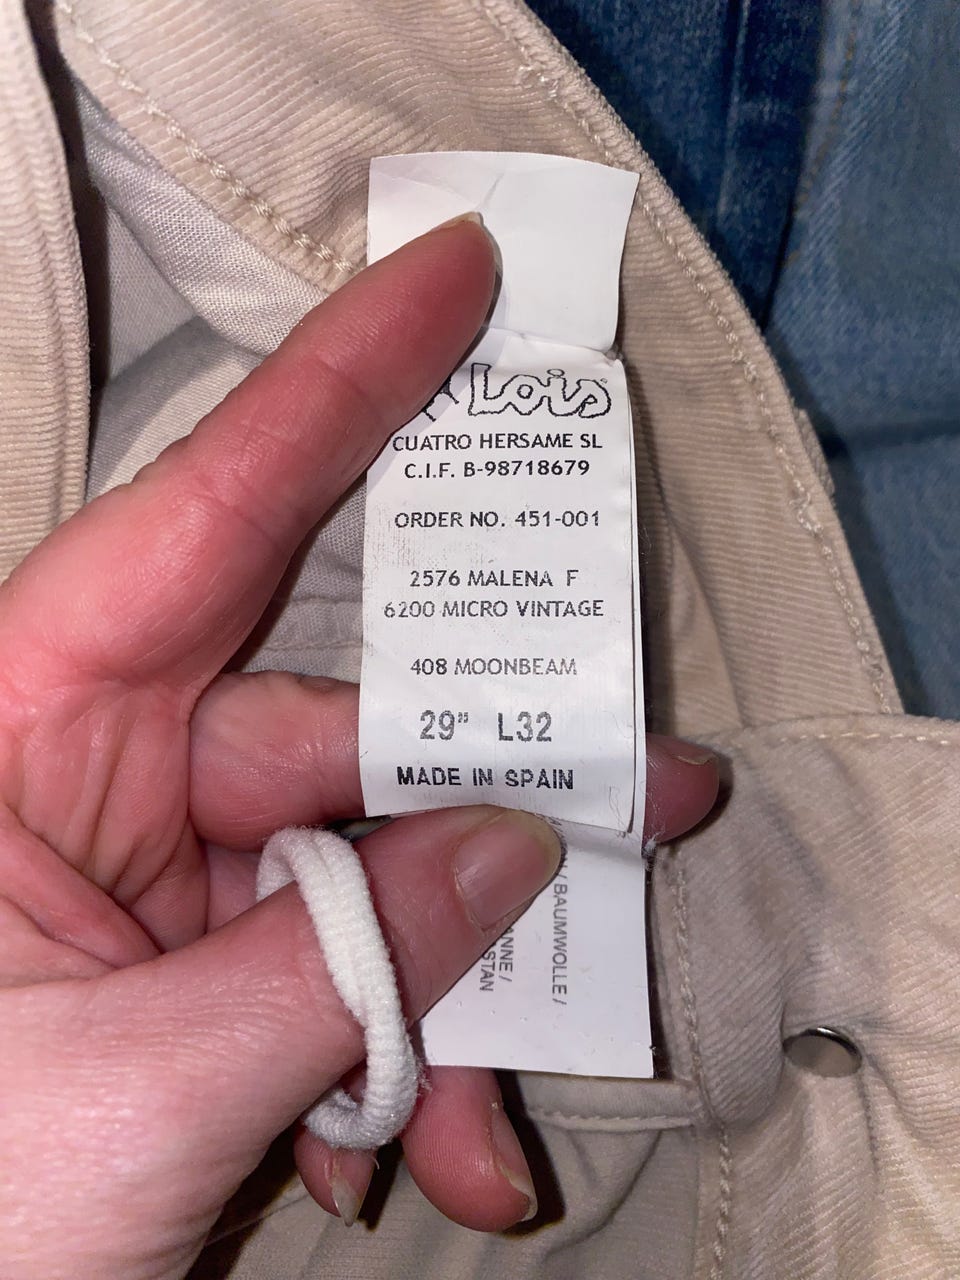 Lois
CUATRO HERSAME SL
C.I.F. B-98718679
ORDER NO. 451-001
2576 MALENA F
6200 MICRO VINTAGE
408 MOONBEAM
29” L32
MADE IN SPAIN
/ BAUMWOLLE /